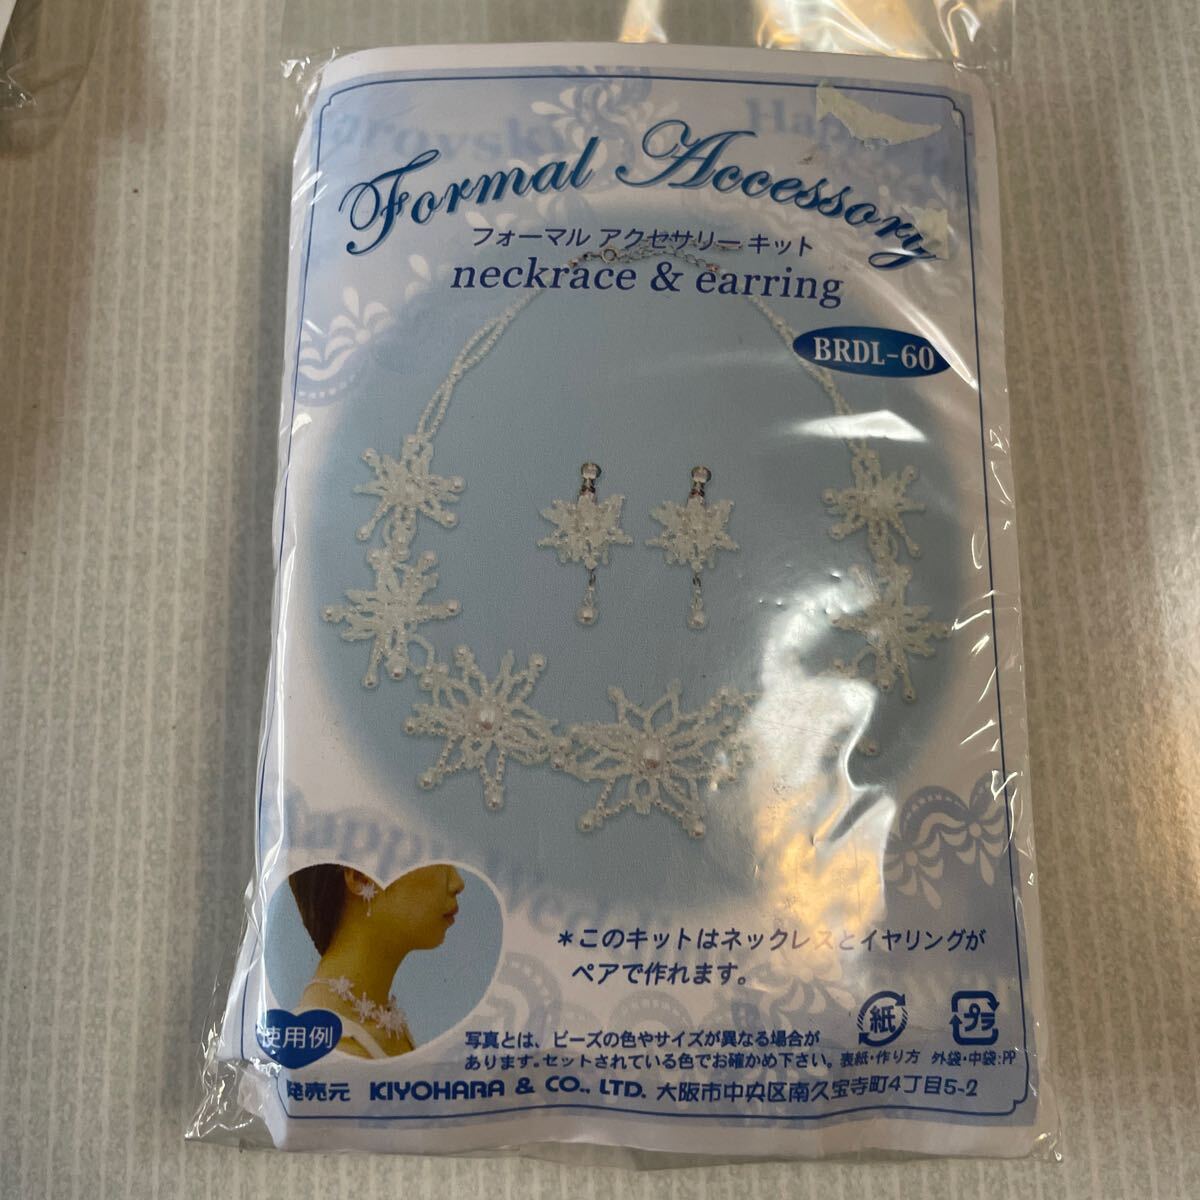 Formal Accessory
フォーマル アクセサリー キット
neckrace & earring
BRDL-60
Happy
*このキットはネックレスとイヤリングが
ペアで作れます。
使用例
写真とは、ビーズの色やサイズが異なる場合が
あります。セットされている色でお確かめ下さい。
紙
表紙・作り方
プラ
外袋・中袋:PP
発売元 KIYOHARA & CO., LTD. 大阪市中央区南久宝寺町4丁目5-2